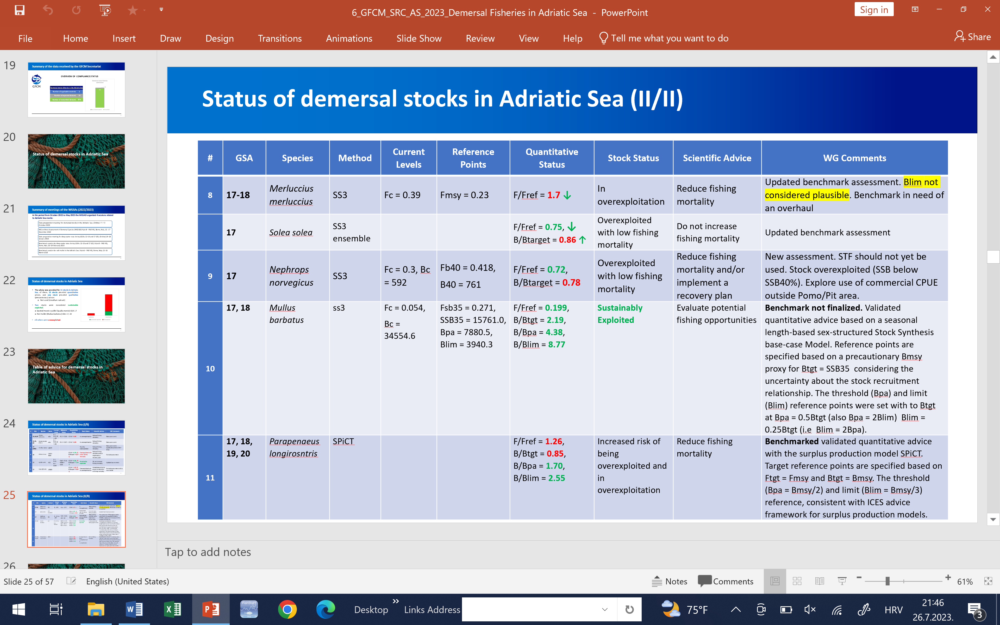 6_GFCM_SRC_AS_2023_Demersal Fisheries in Adriatic Sea - PowerPoint
Sign in
File Home Insert Draw Design Transitions Animations Slide Show Review View Help Tell me what you want to do
Share
19
Summary of the data received by the GFCM Secretariat
OVERVIEW OF COMPLIANCE STATUS
GFCM
20
Status of demersal stocks in Adriatic Sea
21
Summary of meetings of the WGSAs (2022/2023)
22
Status of demersal stocks in Adriatic Sea
23
Table of advice for demersal stocks in
Adriatic Sea
24
Status of demersal stocks in Adriatic Sea (I/II)
25
Status of demersal stocks in Adriatic Sea (II/II)
26
Status of demersal stocks in Adriatic Sea (II/II)
# GSA Species Method Current Levels Reference Points Quantitative Status Stock Status Scientific Advice WG Comments
8
17-18
Merluccius
merluccius
SS3
Fc = 0.39
Fmsy = 0.23
F/Fref = 1.7 ↓
In
overexploitation
Reduce fishing
mortality
Updated benchmark assessment. Blim not
considered plausible. Benchmark in need of
an overhaul
17
Solea solea
SS3
ensemble
F/Fref = 0.75, ↓
B/Btarget = 0.86 ↑
Overexploited
with low fishing
mortality
Do not increase
fishing mortality
Updated benchmark assessment
9
17
Nephrops
norvegicus
SS3
Fc = 0.3, Bc
= 592
Fb40 = 0.418,
B40 = 761
F/Fref = 0.72,
B/Btarget = 0.78
Overexploited
with low fishing
mortality
Reduce fishing
mortality and/or
implement a
recovery plan
New assessment. STF should not yet be
used. Stock overexploited (SSB below
SSB40%). Explore use of commercial CPUE
outside Pomo/Pit area.
10
17, 18
Mullus
barbatus
ss3
Fc = 0.054,
Bc =
34554.6
Fsb35 = 0.271,
SSB35 = 15761.0,
Bpa = 7880.5,
Blim = 3940.3
F/Fref = 0.199,
B/Btgt = 2.19,
B/Bpa = 4.38,
B/Blim = 8.77
Sustainably
Exploited
Evaluate potential
fishing opportunities
Benchmark not finalized. Validated
quantitative advice based on a seasonal
length-based sex-structured Stock Synthesis
base-case Model. Reference points are
specified based on a precautionary Bmsy
proxy for Btgt = SSB35 considering the
uncertainty about the stock recruitment
relationship. The threshold (Bpa) and limit
(Blim) reference points were set with to Btgt
at Bpa = 0.5Btgt (also Bpa = 2Blim) Blim =
0.25Btgt (i.e Blim = 2Bpa).
11
17, 18,
19, 20
Parapenaeus
longirosntris
SPiCT
F/Fref = 1.26,
B/Btgt = 0.85,
B/Bpa = 1.70,
B/Blim = 2.55
Increased risk of
being
overexploited and
in
overexploitation
Reduce fishing
mortality
Benchmarked validated quantitative advice
with the surplus production model SPiCT.
Target reference points are specified based on
Ftgt = Fmsy and Btgt = Bmsy. The threshold
(Bpa = Bmsy/2) and limit (Blim = Bmsy/3)
reference, consistent with ICES advice
framework for surplus production models.
Tap to add notes
Slide 25 of 57 English (United States) Notes Comments 61%
FishStatJ
Desktop » Links Address 75°F HRV
21:46
26.7.2023.
3